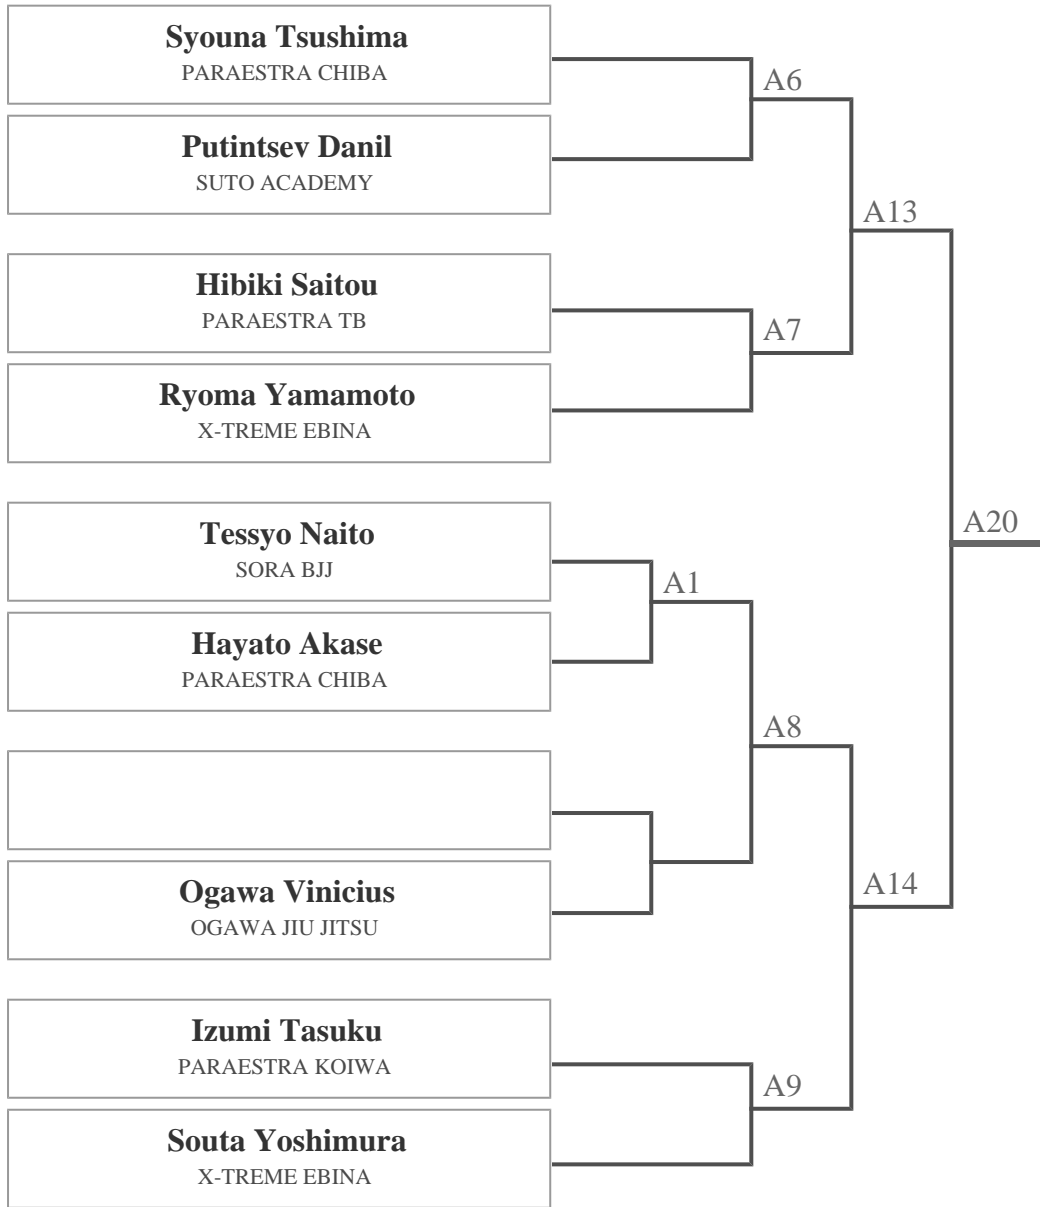 Syouna Tsushima
PARAESTRA CHIBA
A6
Putintsev Danil
SUTO ACADEMY
A13
Hibiki Saitou
PARAESTRA TB
A7
Ryoma Yamamoto
X-TREME EBINA
A20
Tessyo Naito
SORA BJJ
A1
Hayato Akase
PARAESTRA CHIBA
A8
Ogawa Vinicius
OGAWA JIU JITSU
A14
Izumi Tasuku
PARAESTRA KOIWA
A9
Souta Yoshimura
X-TREME EBINA